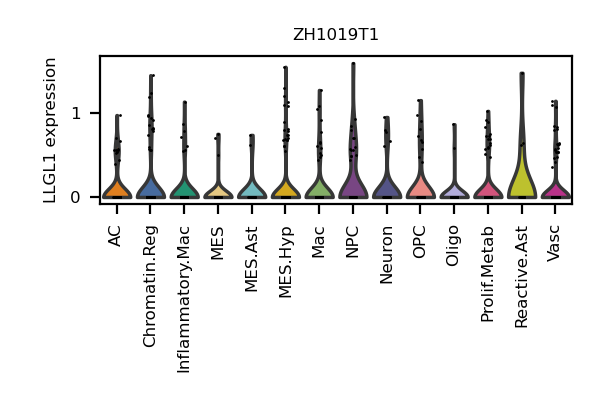 ZH1019T1
LLGL1 expression
1
0
AC
Chromatin.Reg
Inflammatory.Mac
MES
MES.Ast
MES.Hyp
Mac
NPC
Neuron
OPC
Oligo
Prolif.Metab
Reactive.Ast
Vasc